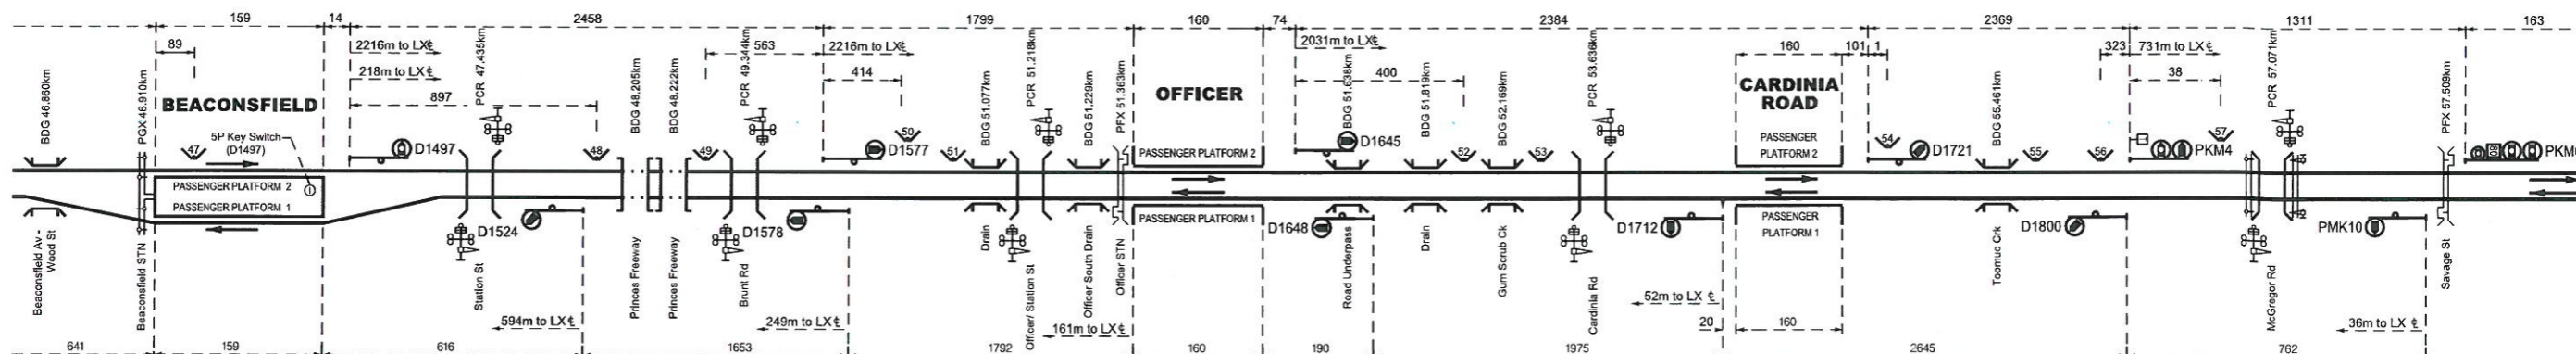 159
14
2458
1799
160
74
2384
2369
1311
163
89
2216m to LX℄
218m to LX ℄
897
563
2216m to LX℄
414
2031m to LX℄
400
160
101
1
323
731m to LX ℄
38
BDG 46.860km
PGX 46.910km
BEACONSFIELD
5P Key Switch
(D1497)
PCR 47.435km
BDG 48.205km
BDG 48.222km
PCR 49.344km
BDG 51.077km
PCR 51.218km
BDG 51.229km
PFX 51.363km
OFFICER
BDG 51.638km
BDG 51.819km
BDG 52.169km
PCR 53.636km
CARDINIA
ROAD
BDG 55.461km
PCR 57.071km
PFX 57.509km
47
D1497
48
49
D1577
50
51
D1645
52
53
54
D1721
55
56
PKM4
57
PASSENGER PLATFORM 2
PASSENGER PLATFORM 1
PASSENGER PLATFORM 2
PASSENGER PLATFORM 1
PASSENGER
PLATFORM 2
PASSENGER
PLATFORM 1
D1524
D1578
D1648
D1712
D1800
PMK10
Beaconsfield Av -
Wood St
Beaconsfield STN
Station St
Princes Freeway
Princes Freeway
Brunt Rd
Drain
Officer/ Station St
Officer South Drain
Officer STN
Road Underpass
Drain
Gum Scrub Ck
Cardinia Rd
Toomuc Crk
McGregor Rd
Savage St
594m to LX ℄
249m to LX ℄
161m to LX℄
52m to LX ℄
20
160
36m to LX ℄
641
159
616
1653
1792
160
190
1975
2645
762